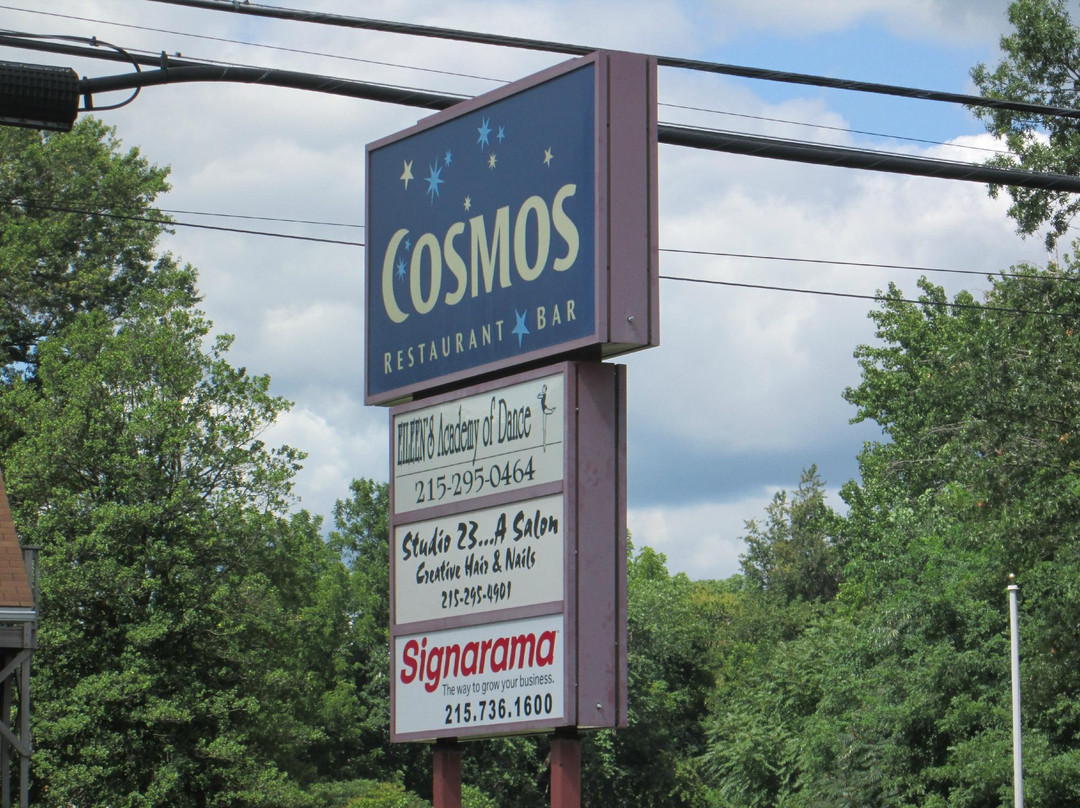 COSMOS
RESTAURANT BAR
EILEEN'S Academy of Dance
215-295-0464
Studio 23...A Salon
Creative Hair & Nails
215-295-4901
Signarama
The way to grow your business.
215.736.1600